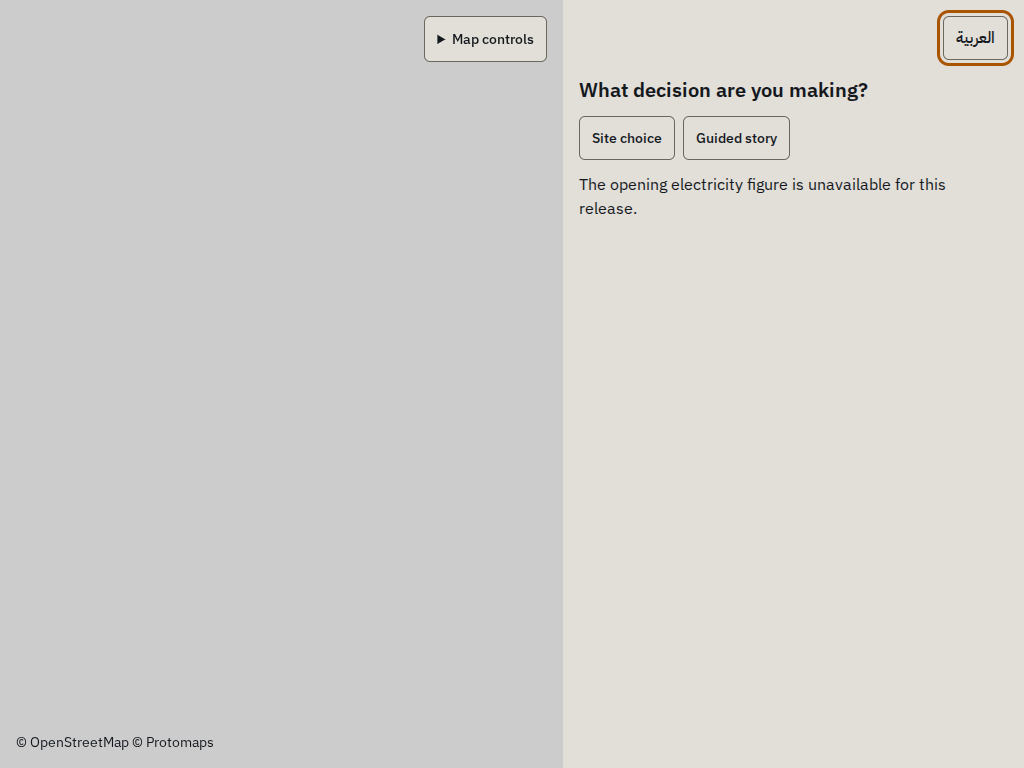 Map controls
العربية
What decision are you making?
Site choice
Guided story
The opening electricity figure is unavailable for this
release.
© OpenStreetMap © Protomaps